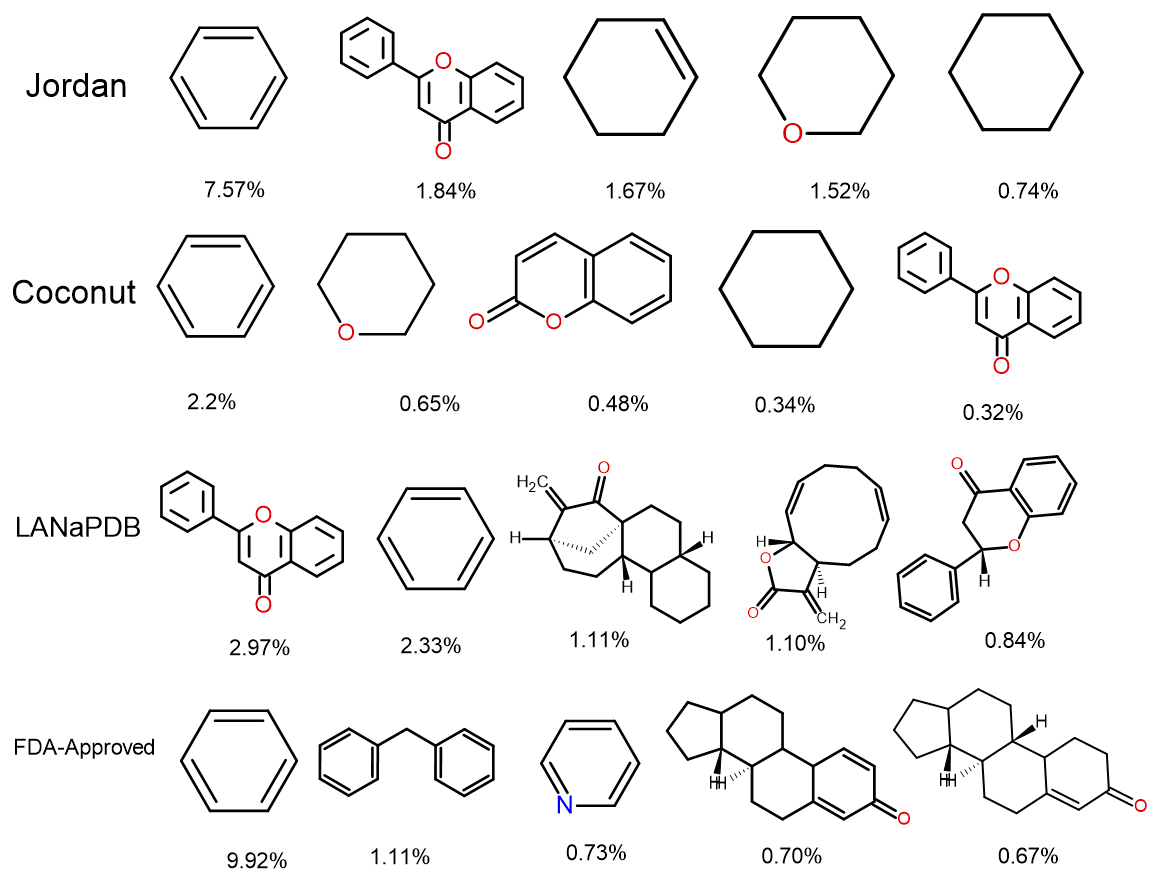 Jordan
O
O
O
7.57%
1.84%
1.67%
1.52%
0.74%
Coconut
O
O
O
O
O
2.2%
0.65%
0.48%
0.34%
0.32%
LANaPDB
O
O
H2C
O
H
H
H
H
O
O
H
CH2
O
O
H
2.97%
2.33%
1.11%
1.10%
0.84%
FDA-Approved
N
H
H
O
H
H
H
O
9.92%
1.11%
0.73%
0.70%
0.67%